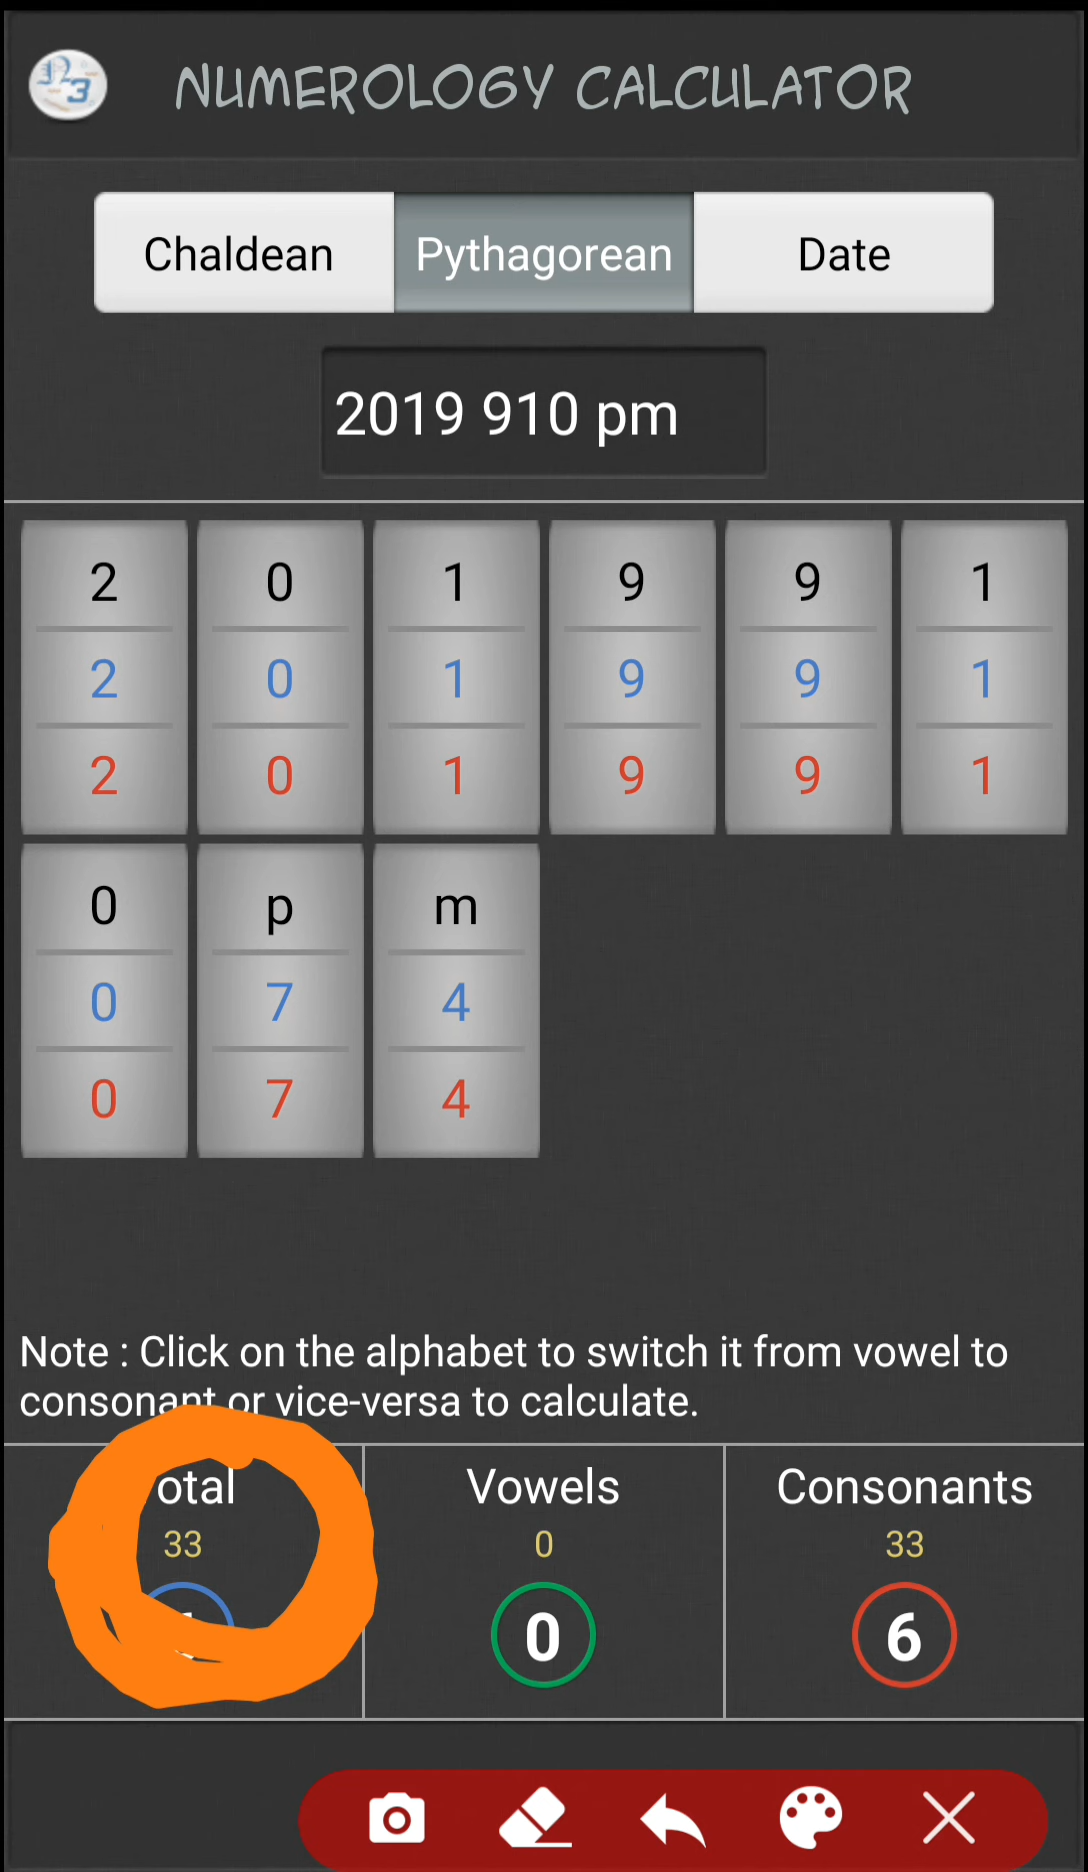 NUMEROLOGY CALCULATOR
Chaldean Pythagorean Date
2019 910 pm
2 0 1 9 9 1
2 0 1 9 9 1
2 0 1 9 9 1
0 p m
0 7 4
0 7 4
Note : Click on the alphabet to switch it from vowel to
consonant or vice-versa to calculate.
otal Vowels Consonants
33 0 33
0 6